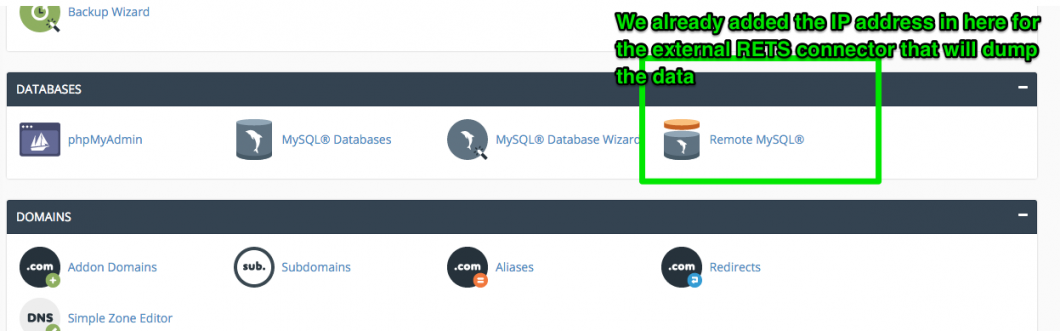 Backup Wizard
We already added the IP address in here for
the external RETS connector that will dump
the data
DATABASES
phpMyAdmin
MySQL® Databases
MySQL® Database Wizard
Remote MySQL®
DOMAINS
.com Addon Domains
sub. Subdomains
.com Aliases
.com Redirects
DNS Simple Zone Editor